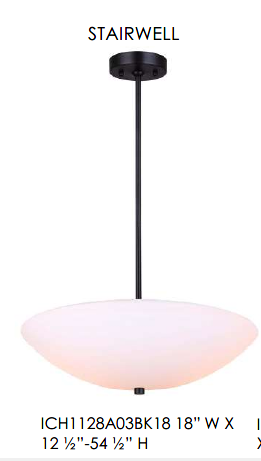 STAIRWELL
ICH1128A03BK18 18” W X
12 ½”-54 ½” H